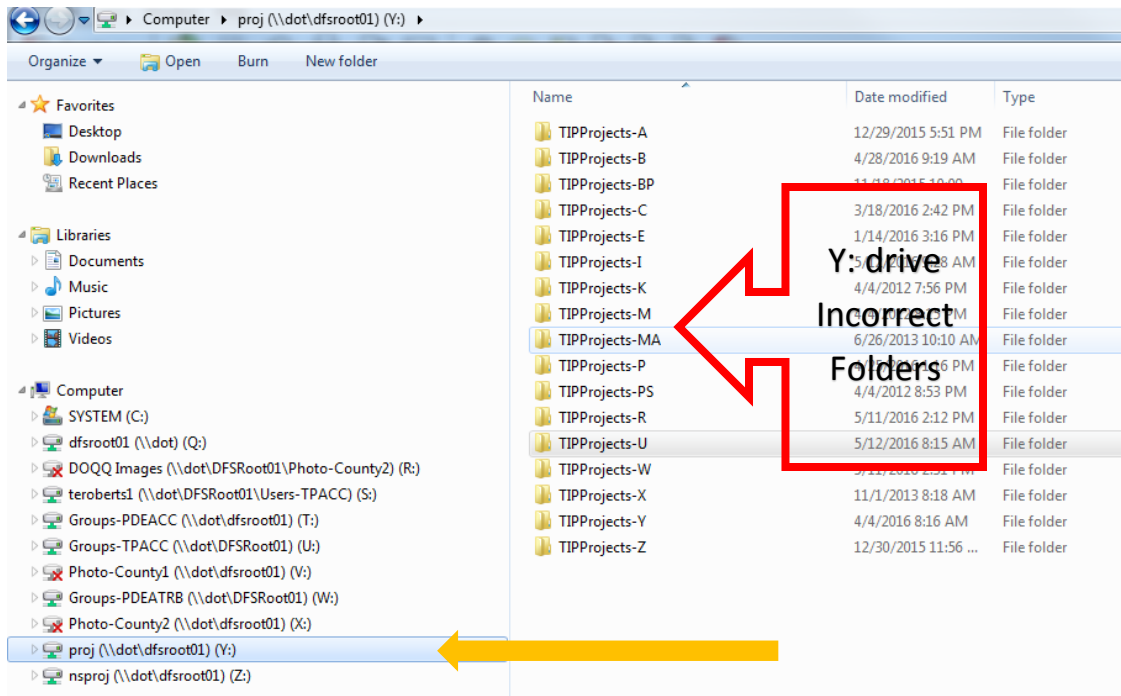 Computer proj (\\dot\dfsroot01) (Y:)
Organize Open Burn New folder
Favorites
Desktop
Downloads
Recent Places
Libraries
Documents
Music
Pictures
Videos
Computer
SYSTEM (C:)
dfsroot01 (\\dot) (Q:)
DOQQ Images (\\dot\DFSRoot01\Photo-County2) (R:)
teroberts1 (\\dot\DFSRoot01\Users-TPACC) (S:)
Groups-PDEACC (\\dot\dfsroot01) (T:)
Groups-TPACC (\\dot\DFSRoot01) (U:)
Photo-County1 (\\dot\dfsroot01) (V:)
Groups-PDEATRB (\\dot\DFSRoot01) (W:)
Photo-County2 (\\dot\dfsroot01) (X:)
proj (\\dot\dfsroot01) (Y:)
nsproj (\\dot\dfsroot01) (Z:)
Name Date modified Type
TIPProjects-A 12/29/2015 5:51 PM File folder
TIPProjects-B 4/28/2016 9:19 AM File folder
TIPProjects-BP File folder
TIPProjects-C 3/18/2016 2:42 PM File folder
TIPProjects-E 1/14/2016 3:16 PM File folder
TIPProjects-I AM File folder
TIPProjects-K 4/4/2012 7:56 PM File folder
TIPProjects-M PM File folder
TIPProjects-MA 6/26/2013 10:10 AM File folder
TIPProjects-P PM File folder
TIPProjects-PS 4/4/2012 8:53 PM File folder
TIPProjects-R 5/11/2016 2:12 PM File folder
TIPProjects-U 5/12/2016 8:15 AM File folder
TIPProjects-W File folder
TIPProjects-X 11/1/2013 8:18 AM File folder
TIPProjects-Y 4/4/2016 8:16 AM File folder
TIPProjects-Z 12/30/2015 11:56 ... File folder
Y: drive
Incorrect
Folders